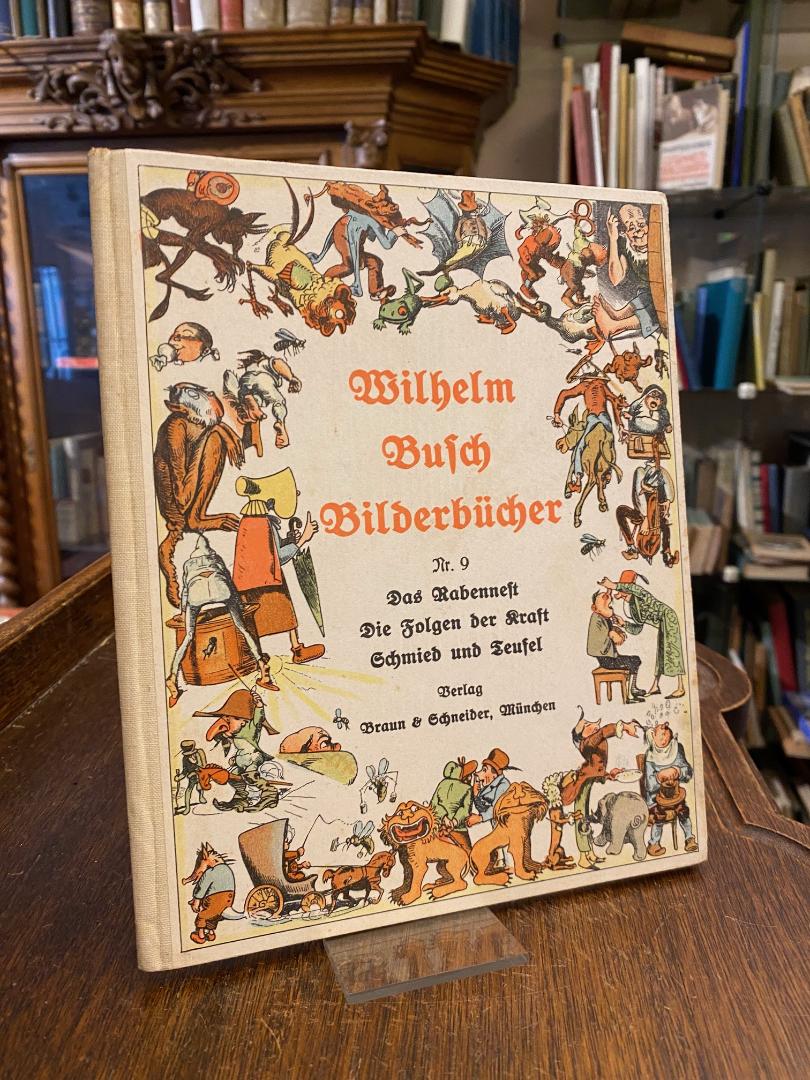 Wilhelm
Busch
Bilderbücher
Nr. 9
Das Rabennest
Die Folgen der Kraft
Schmied und Teufel
Verlag
Braun & Schneider, München